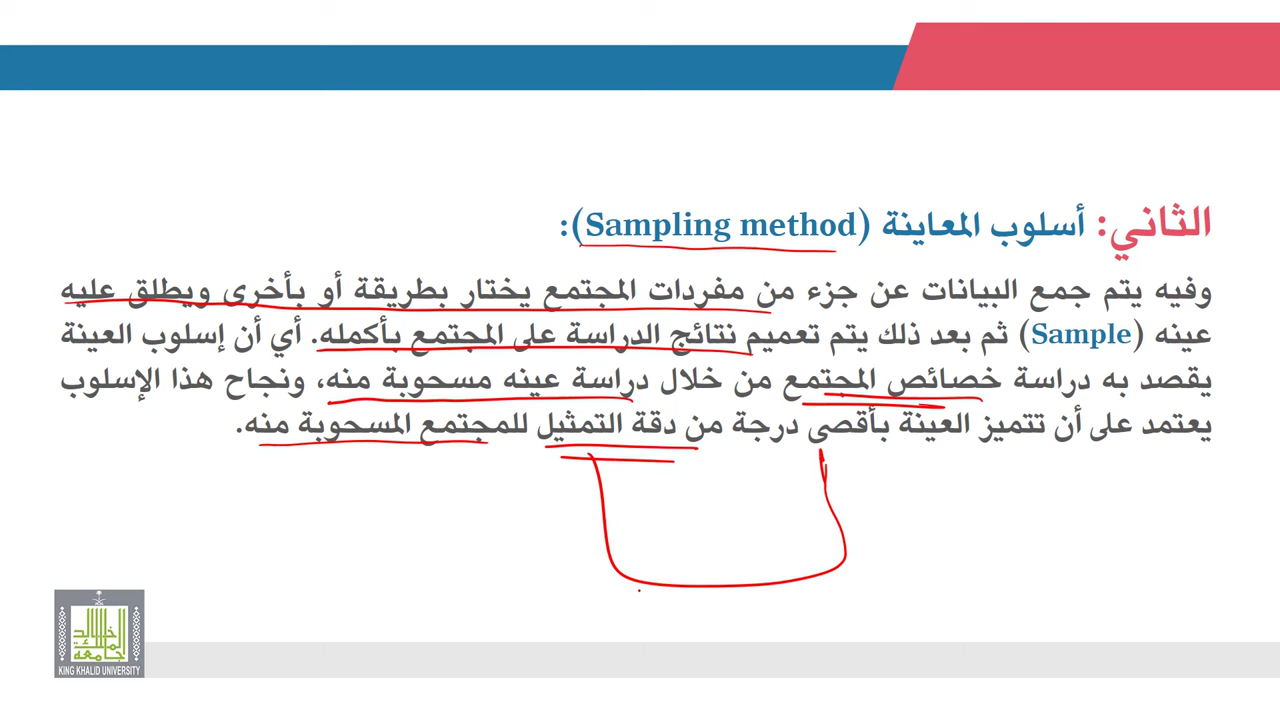 الثاني: أسلوب المعاينة (Sampling method):
وفيه يتم جمع البيانات عن جزء من مفردات المجتمع يختار بطريقة أو بأخرى ويطلق عليه
عينه (Sample) ثم بعد ذلك يتم تعميم نتائج الدراسة على المجتمع بأكمله. أي أن إسلوب العينة
يقصد به دراسة خصائص المجتمع من خلال دراسة عينه مسحوبة منه، ونجاح هذا الإسلوب
يعتمد على أن تتميز العينة بأقصى درجة من دقة التمثيل للمجتمع المسحوبة منه.
جامعة الملك خالد
KING KHALID UNIVERSITY